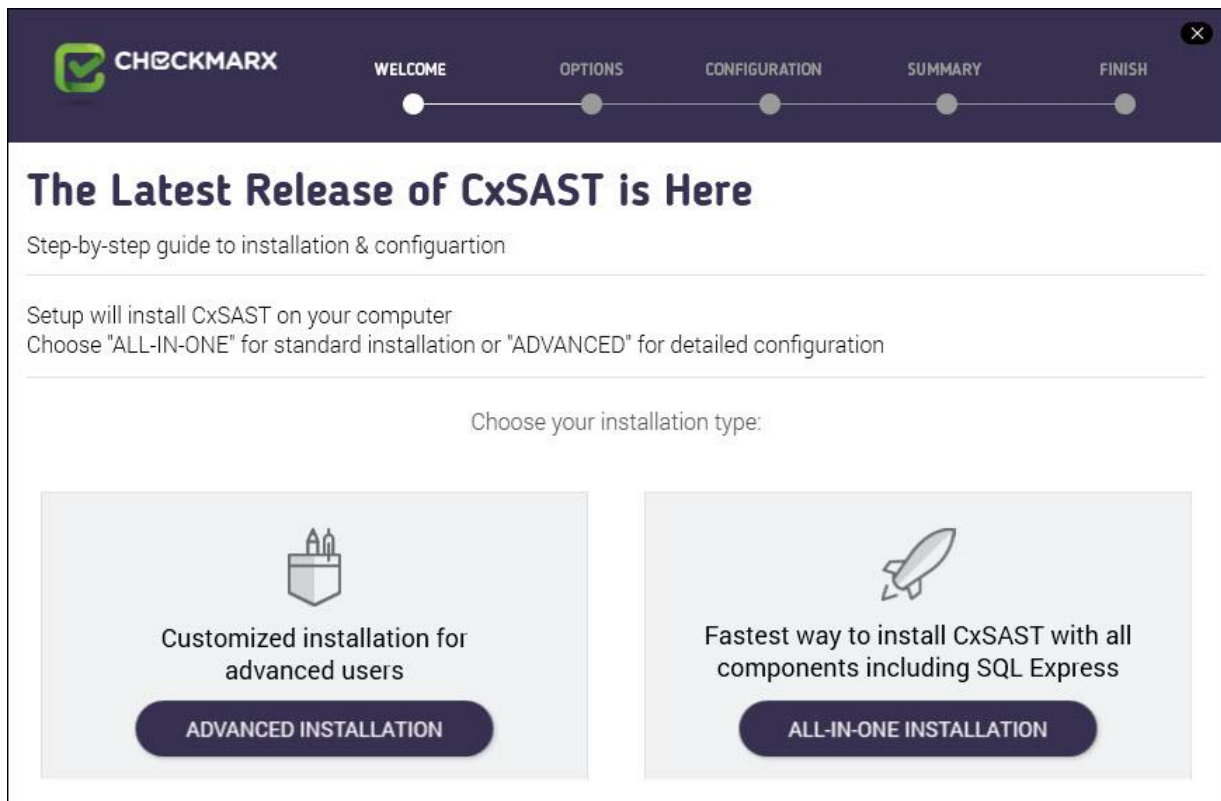 CHECKMARX
WELCOME
OPTIONS
CONFIGURATION
SUMMARY
FINISH
The Latest Release of CxSAST is Here
Step-by-step guide to installation & configuartion
Setup will install CxSAST on your computer
Choose "ALL-IN-ONE" for standard installation or "ADVANCED" for detailed configuration
Choose your installation type:
Customized installation for
advanced users
ADVANCED INSTALLATION
Fastest way to install CxSAST with all
components including SQL Express
ALL-IN-ONE INSTALLATION